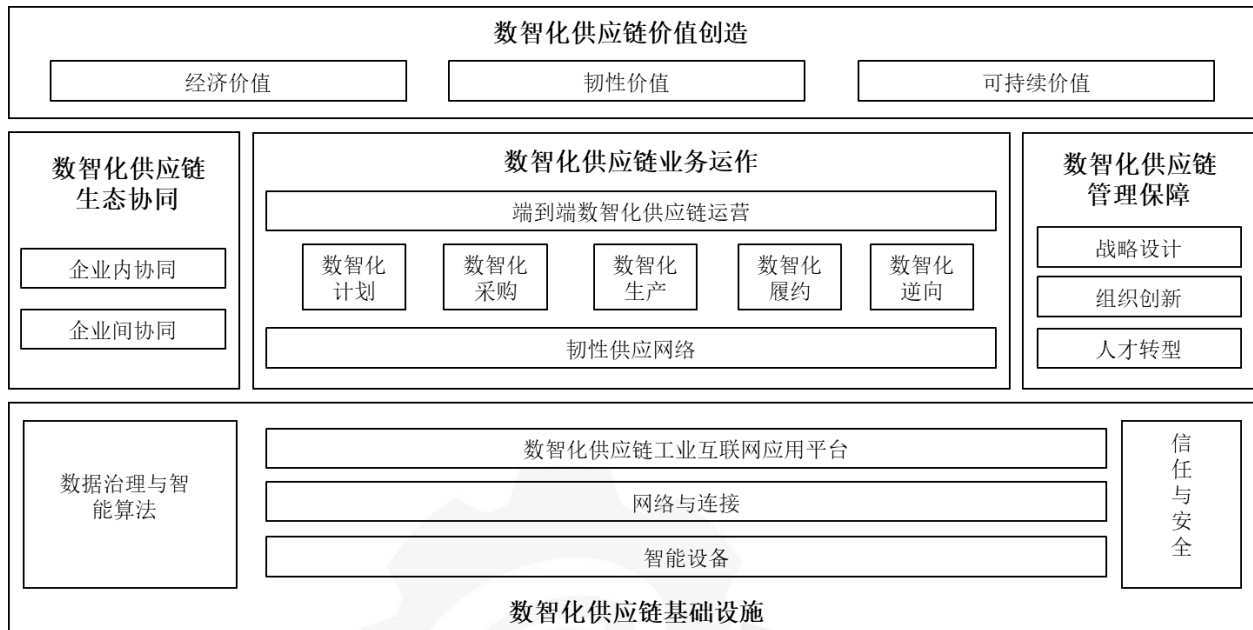 数智化供应链价值创造
经济价值
韧性价值
可持续价值
数智化供应链
生态协同
企业内协同
企业间协同
数智化供应链业务运作
端到端数智化供应链运营
数智化
计划
数智化
采购
数智化
生产
数智化
履约
数智化
逆向
韧性供应网络
数智化供应链
管理保障
战略设计
组织创新
人才转型
数据治理与智
能算法
数智化供应链工业互联网应用平台
网络与连接
智能设备
信
任
与
安
全
数智化供应链基础设施